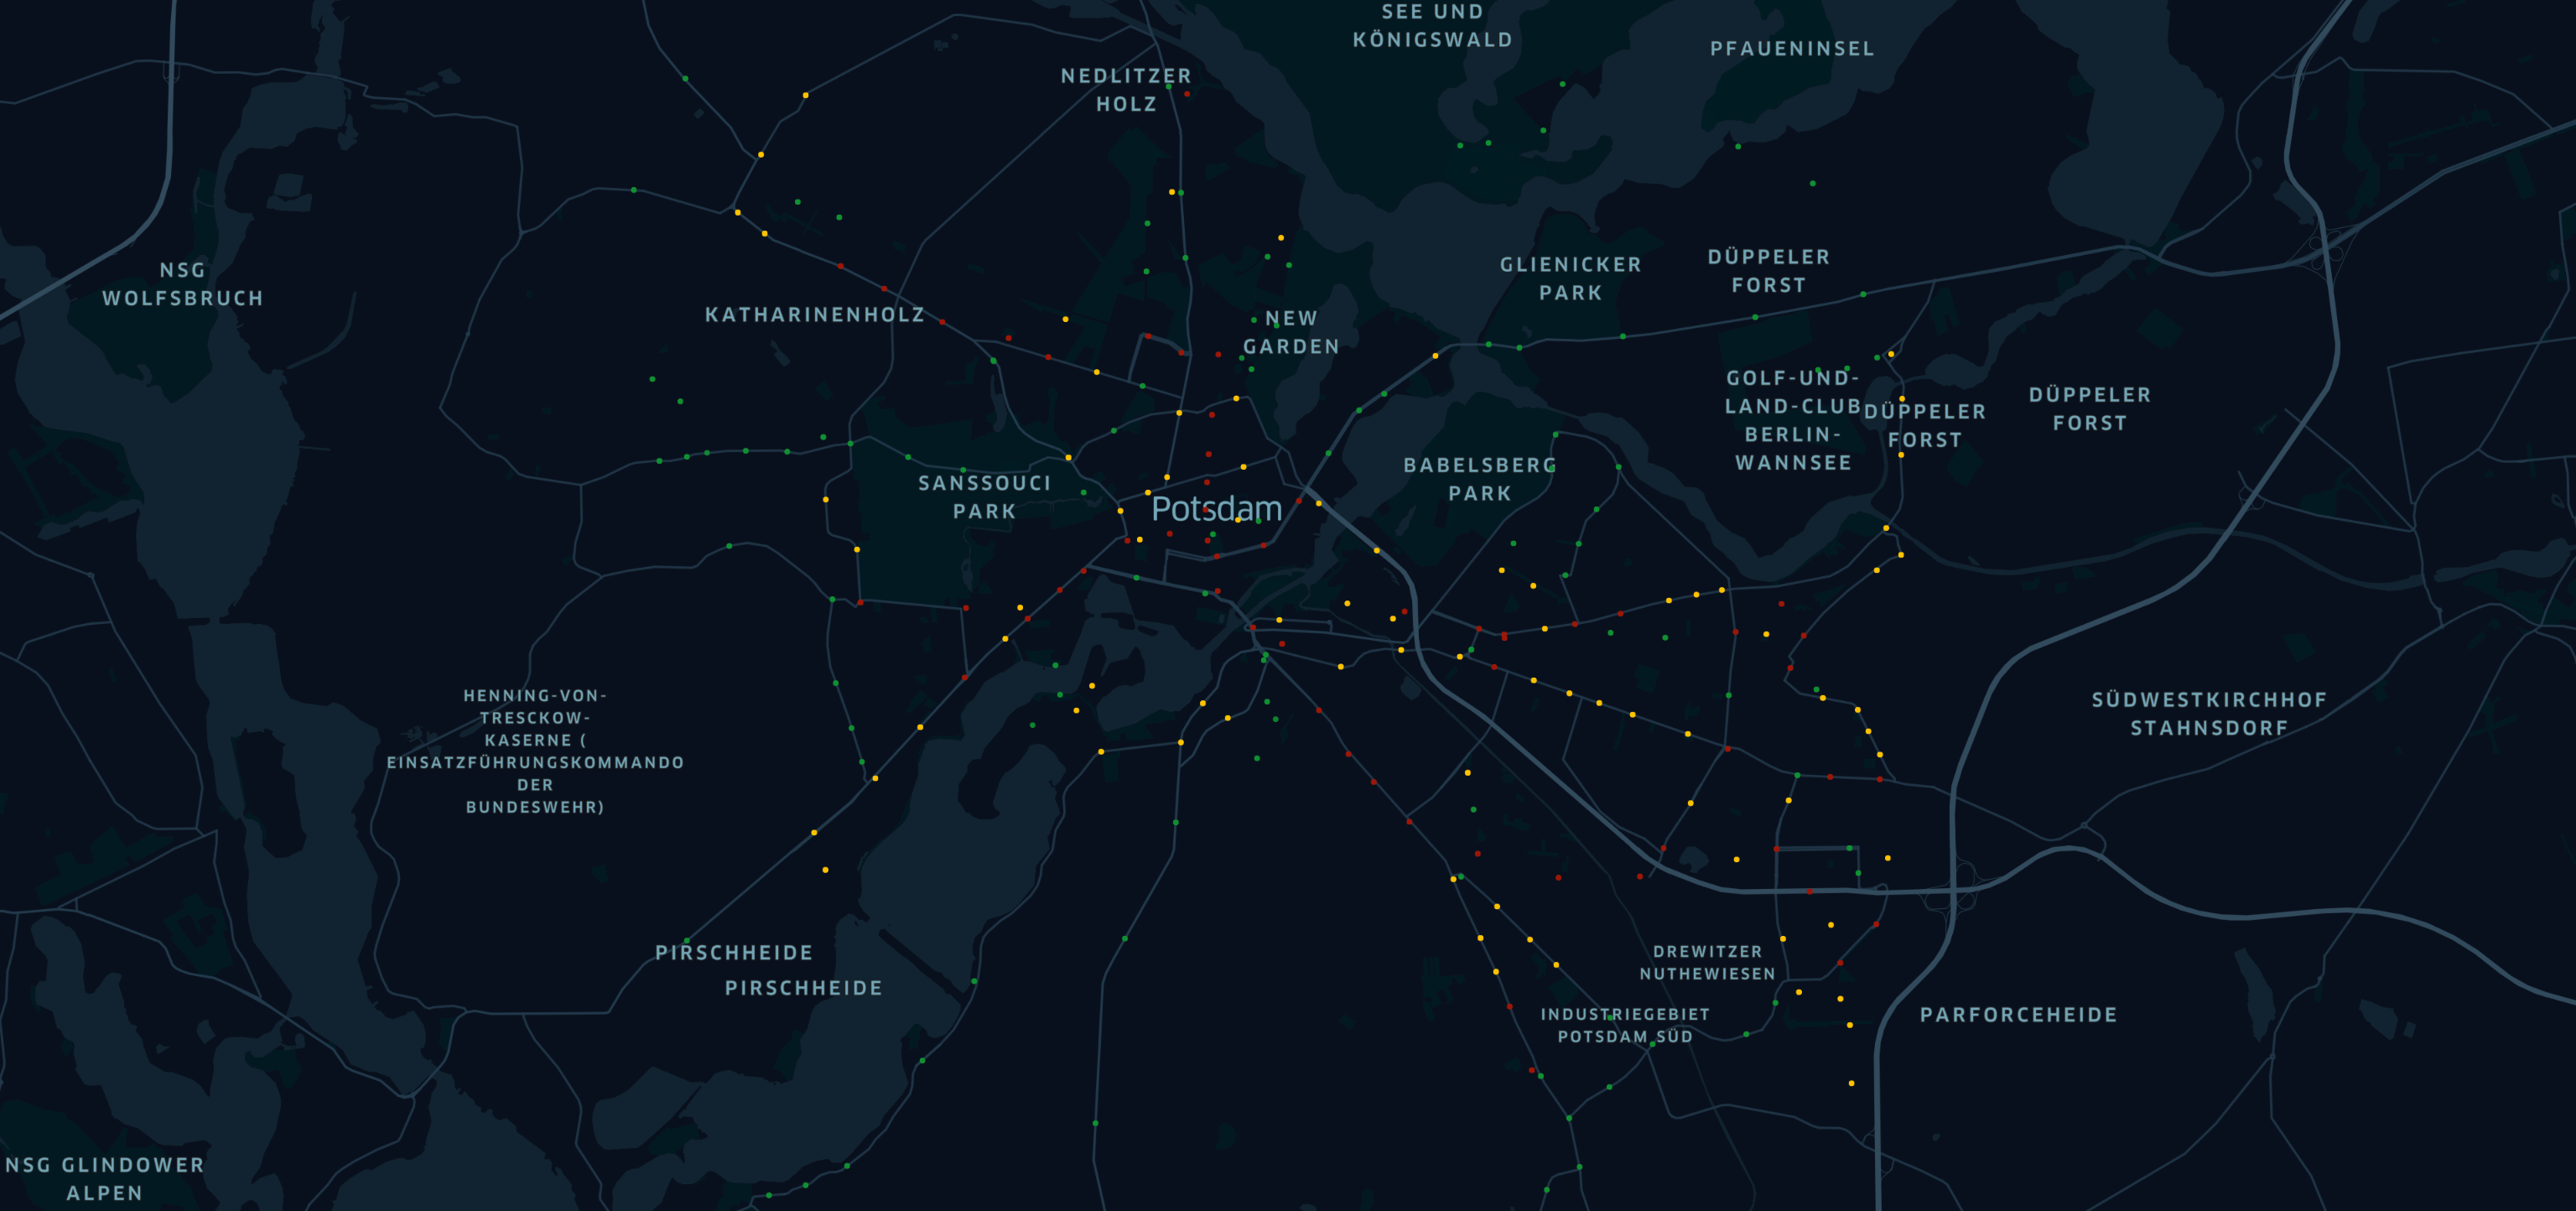 SEE UND
KÖNIGSWALD
PFAUENINSEL
NEDLITZER
HOLZ
NSG
WOLFSBRUCH
KATHARINENHOLZ
NEW
GARDEN
GLIENICKER
PARK
DÜPPELER
FORST
GOLF-UND-
LAND-CLUB
BERLIN-
WANNSEE
DÜPPELER
FORST
DÜPPELER
FORST
SANSSOUCI
PARK
Potsdam
BABELSBERG
PARK
HENNING-VON-
TRESCKOW-
KASERNE (
EINSATZFÜHRUNGSKOMMANDO
DER
BUNDESWEHR)
SÜDWESTKIRCHHOF
STAHNSDORF
PIRSCHHEIDE
PIRSCHHEIDE
DREWITZER
NUTHEWIESEN
INDUSTRIEGEBIET
POTSDAM SÜD
PARFORCEHEIDE
NSG GLINDOWER
ALPEN